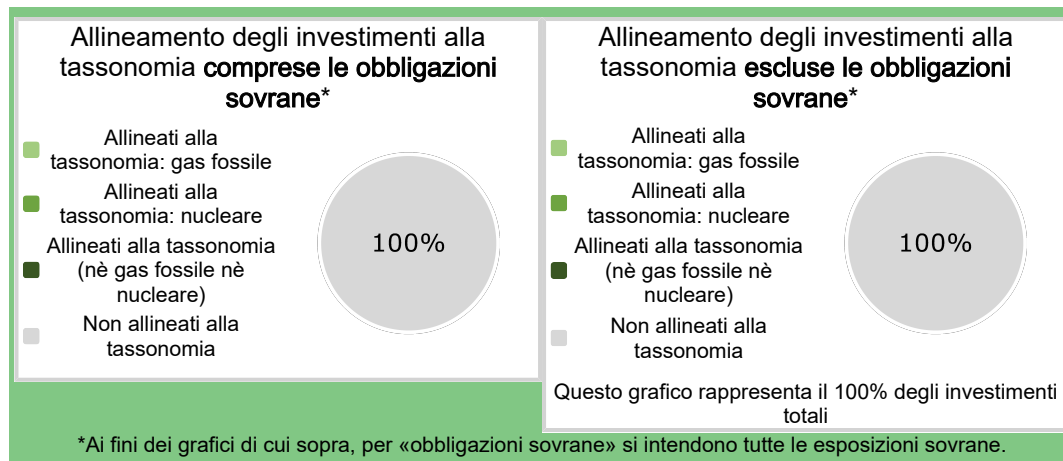 Allineamento degli investimenti alla
tassonomia comprese le obbligazioni
sovrane*
Allineati alla
tassonomia: gas fossile
Allineati alla
tassonomia: nucleare
Allineati alla tassonomia
(nè gas fossile nè
nucleare)
Non allineati alla
tassonomia
100%
Allineamento degli investimenti alla
tassonomia escluse le obbligazioni
sovrane*
Allineati alla
tassonomia: gas fossile
Allineati alla
tassonomia: nucleare
Allineati alla tassonomia
(nè gas fossile nè
nucleare)
Non allineati alla
tassonomia
100%
Questo grafico rappresenta il 100% degli investimenti
totali
*Ai fini dei grafici di cui sopra, per «obbligazioni sovrane» si intendono tutte le esposizioni sovrane.